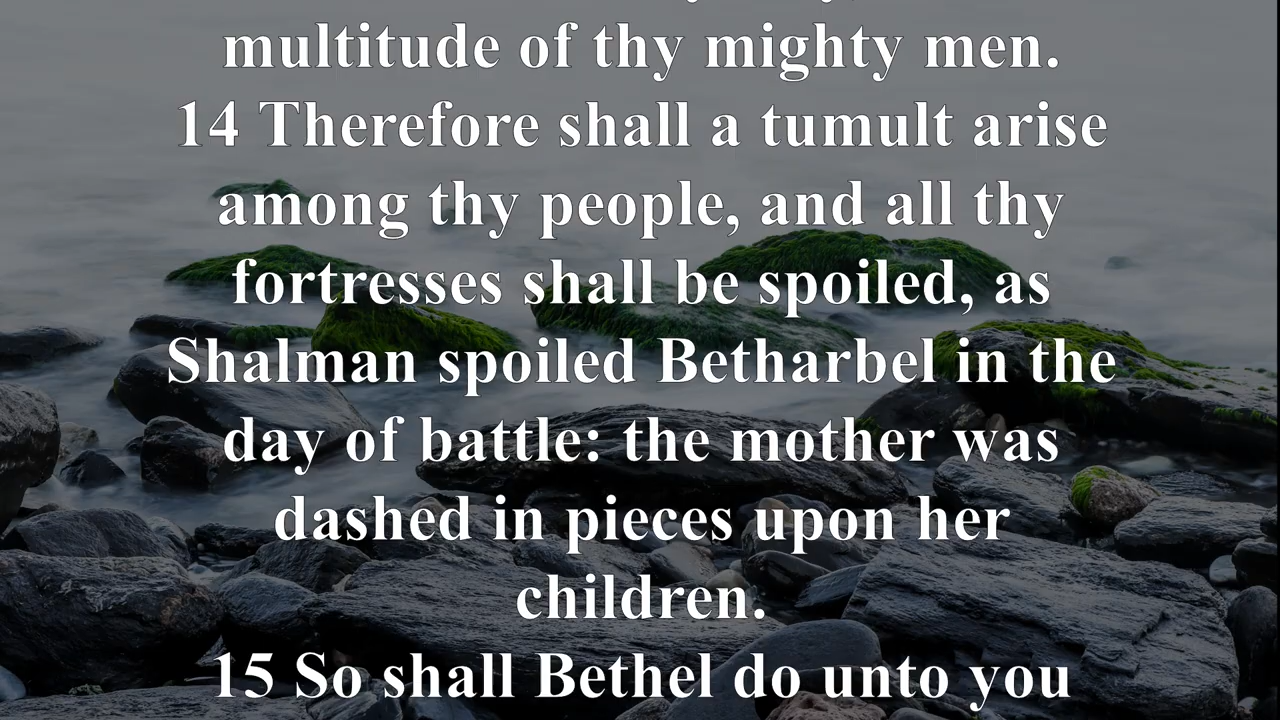 multitude of thy mighty men.
14 Therefore shall a tumult arise
among thy people, and all thy
fortresses shall be spoiled, as
Shalman spoiled Betharbel in the
day of battle: the mother was
dashed in pieces upon her
children.
15 So shall Bethel do unto you